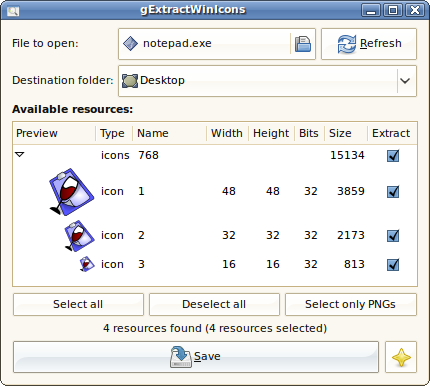 gExtractWinIcons
File to open: notepad.exe Refresh
Destination folder: Desktop
Available resources:
Preview Type Name Width Height Bits Size Extract
icons 768 15134
icon 1 48 48 32 3859
icon 2 32 32 32 2173
icon 3 16 16 32 813
Select all Deselect all Select only PNGs
4 resources found (4 resources selected)
Save